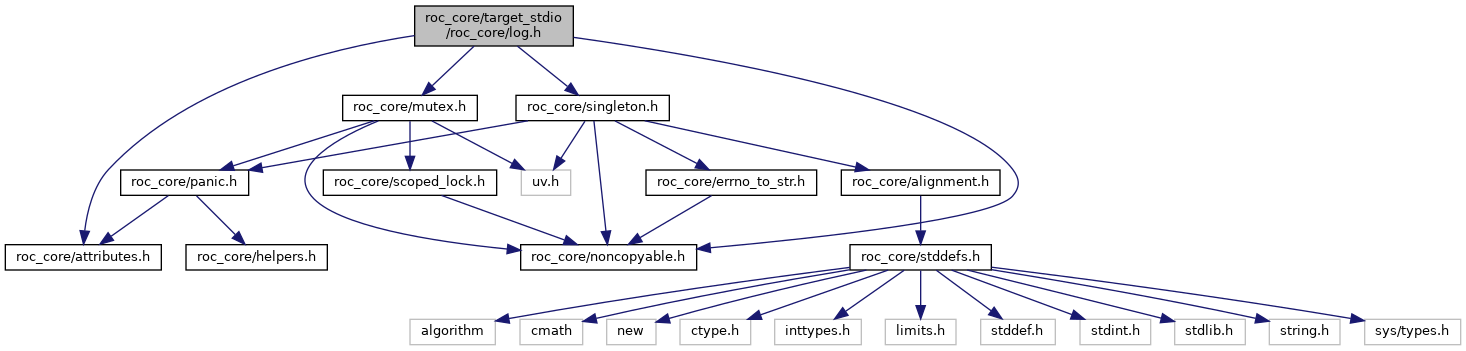 roc_core/target_stdio
/roc_core/log.h
roc_core/mutex.h
roc_core/singleton.h
roc_core/panic.h
roc_core/scoped_lock.h
uv.h
roc_core/errno_to_str.h
roc_core/alignment.h
roc_core/attributes.h
roc_core/helpers.h
roc_core/noncopyable.h
roc_core/stddefs.h
algorithm
cmath
new
ctype.h
inttypes.h
limits.h
stddef.h
stdint.h
stdlib.h
string.h
sys/types.h